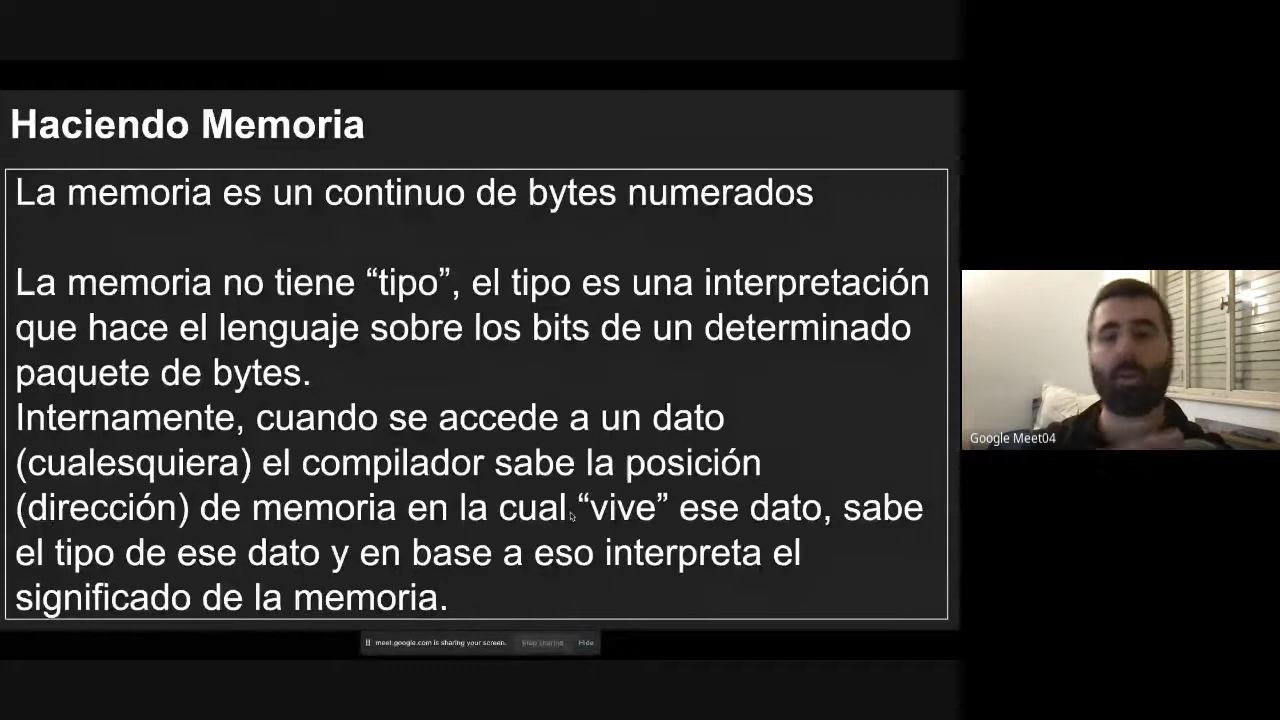 Haciendo Memoria
La memoria es un continuo de bytes numerados
La memoria no tiene “tipo”, el tipo es una interpretación
que hace el lenguaje sobre los bits de un determinado
paquete de bytes.
Internamente, cuando se accede a un dato
(cualesquiera) el compilador sabe la posición
(dirección) de memoria en la cual “vive” ese dato, sabe
el tipo de ese dato y en base a eso interpreta el
significado de la memoria.
Google Meet04
meet.google.com is sharing your screen.
Stop sharing
Hide